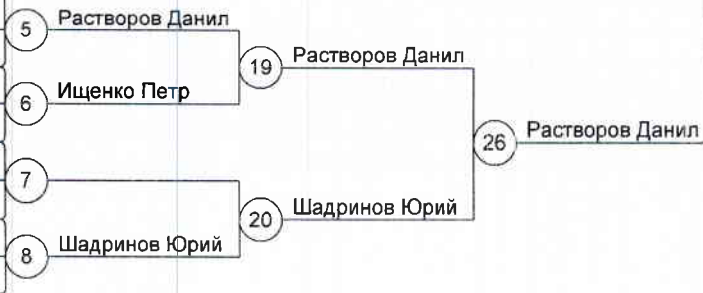 5 Растворов Данил
19 Растворов Данил
6 Ищенко Петр
26 Растворов Данил
7
20 Шадринов Юрий
8 Шадринов Юрий